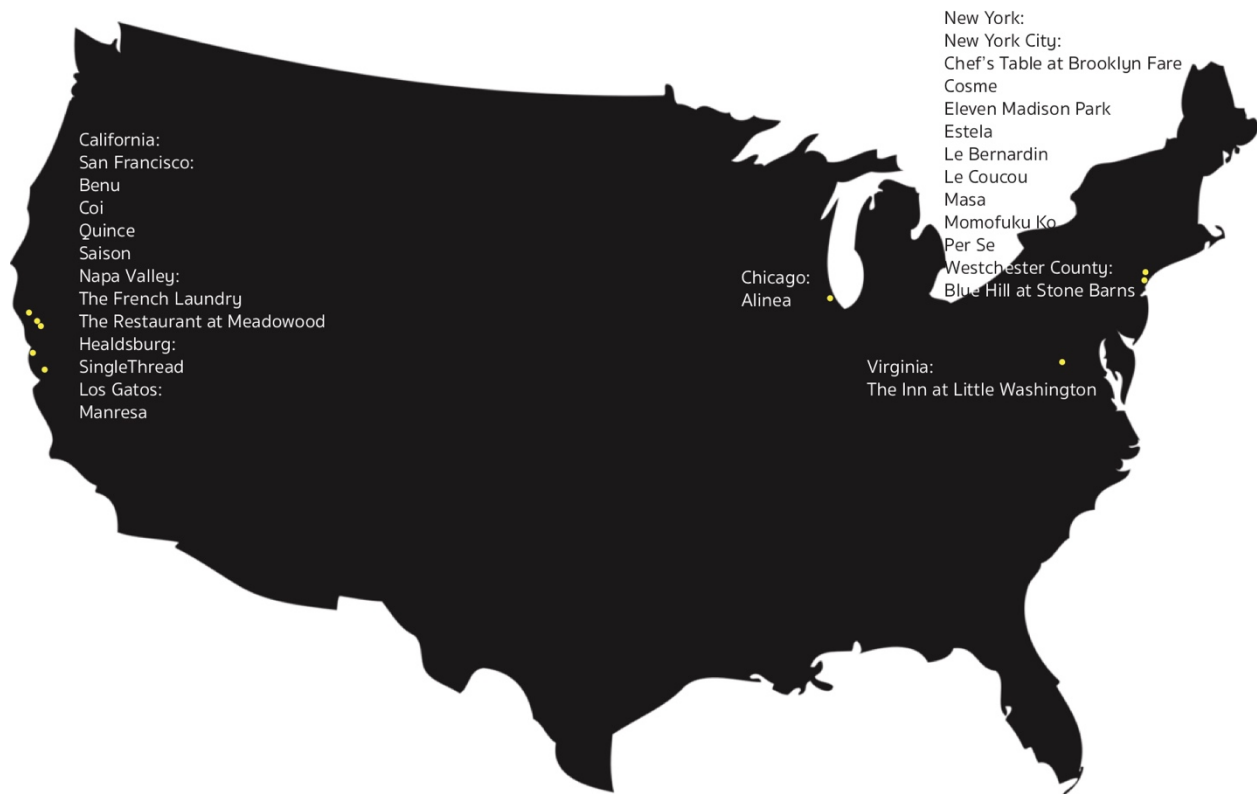 California:
San Francisco:
Benu
Coi
Quince
Saison
Napa Valley:
The French Laundry
The Restaurant at Meadowood
Healdsburg:
SingleThread
Los Gatos:
Manresa
Chicago:
Alinea
New York:
New York City:
Chef's Table at Brooklyn Fare
Cosme
Eleven Madison Park
Estela
Le Bernardin
Le Coucou
Masa
Momofuku Ko
Per Se
Westchester County:
Blue Hill at Stone Barns
Virginia:
The Inn at Little Washington